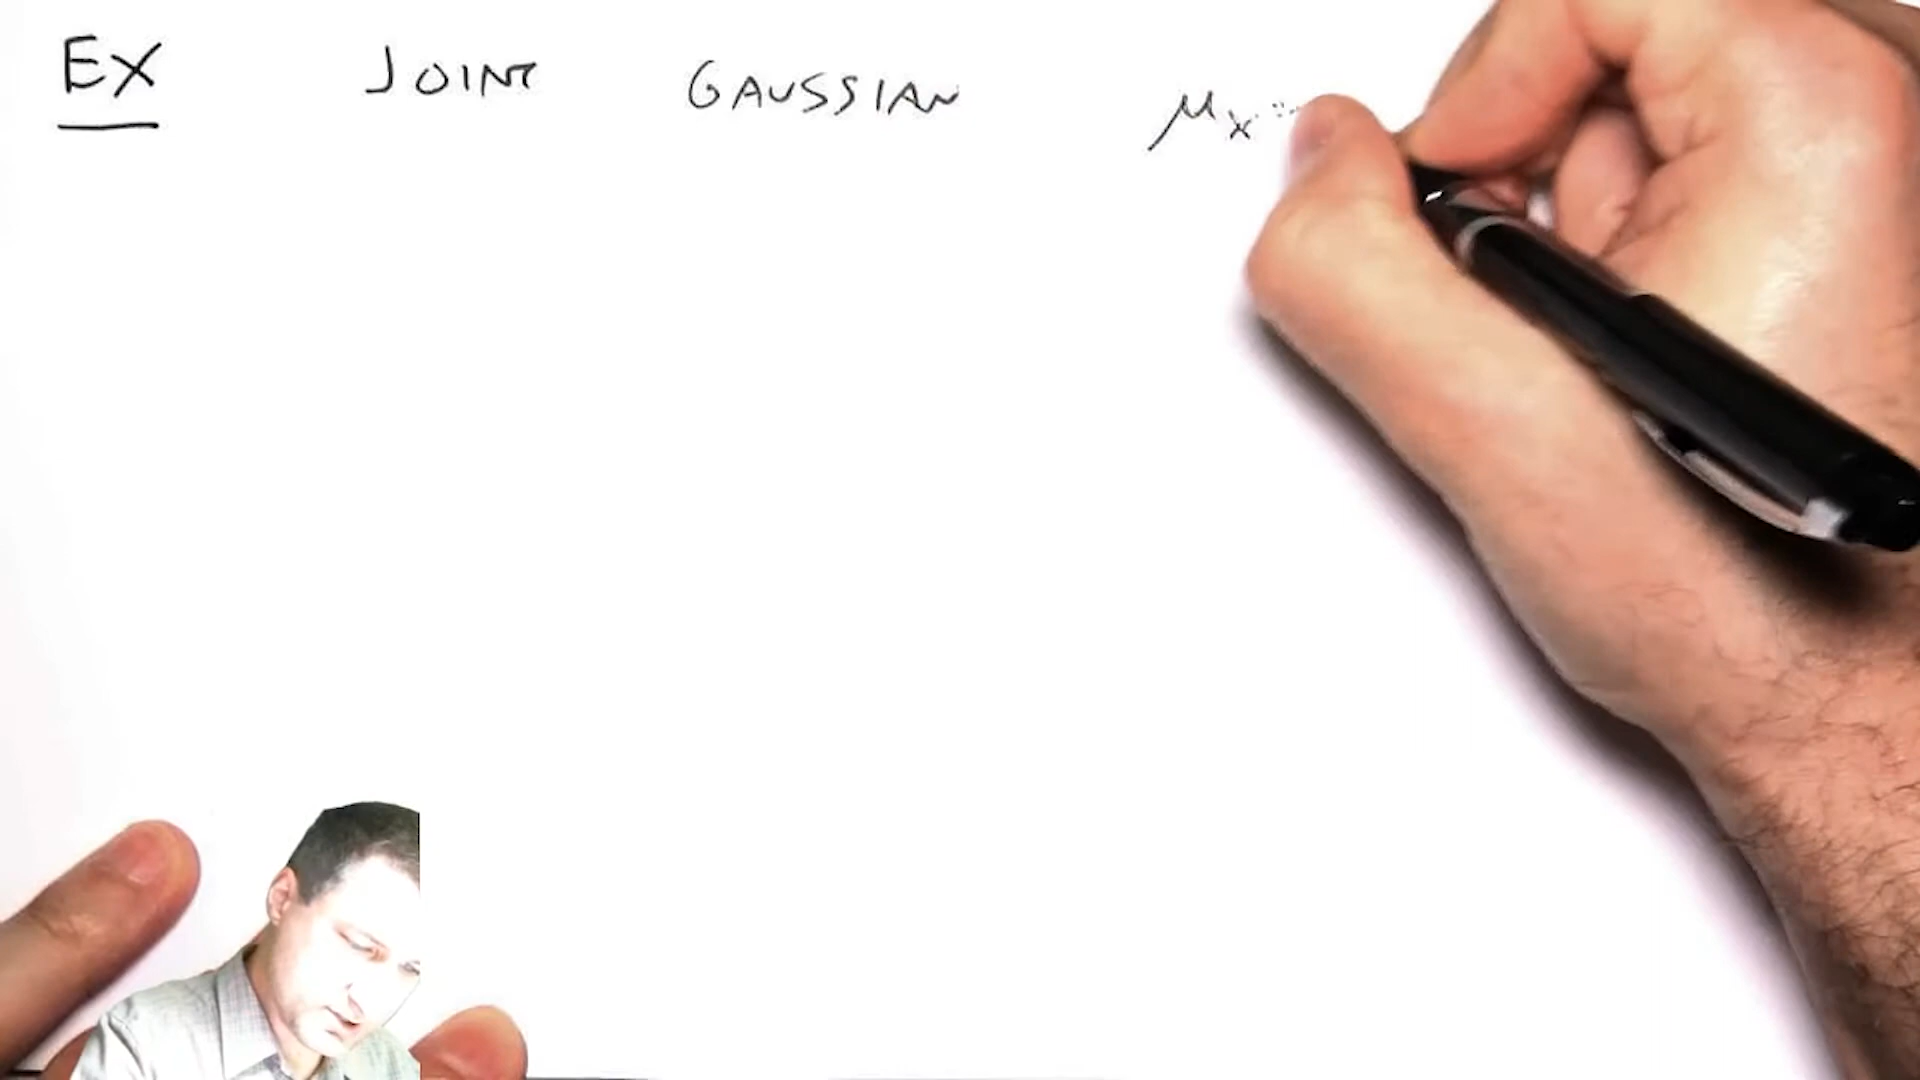 EX JOINT GAUSSIAN μx =